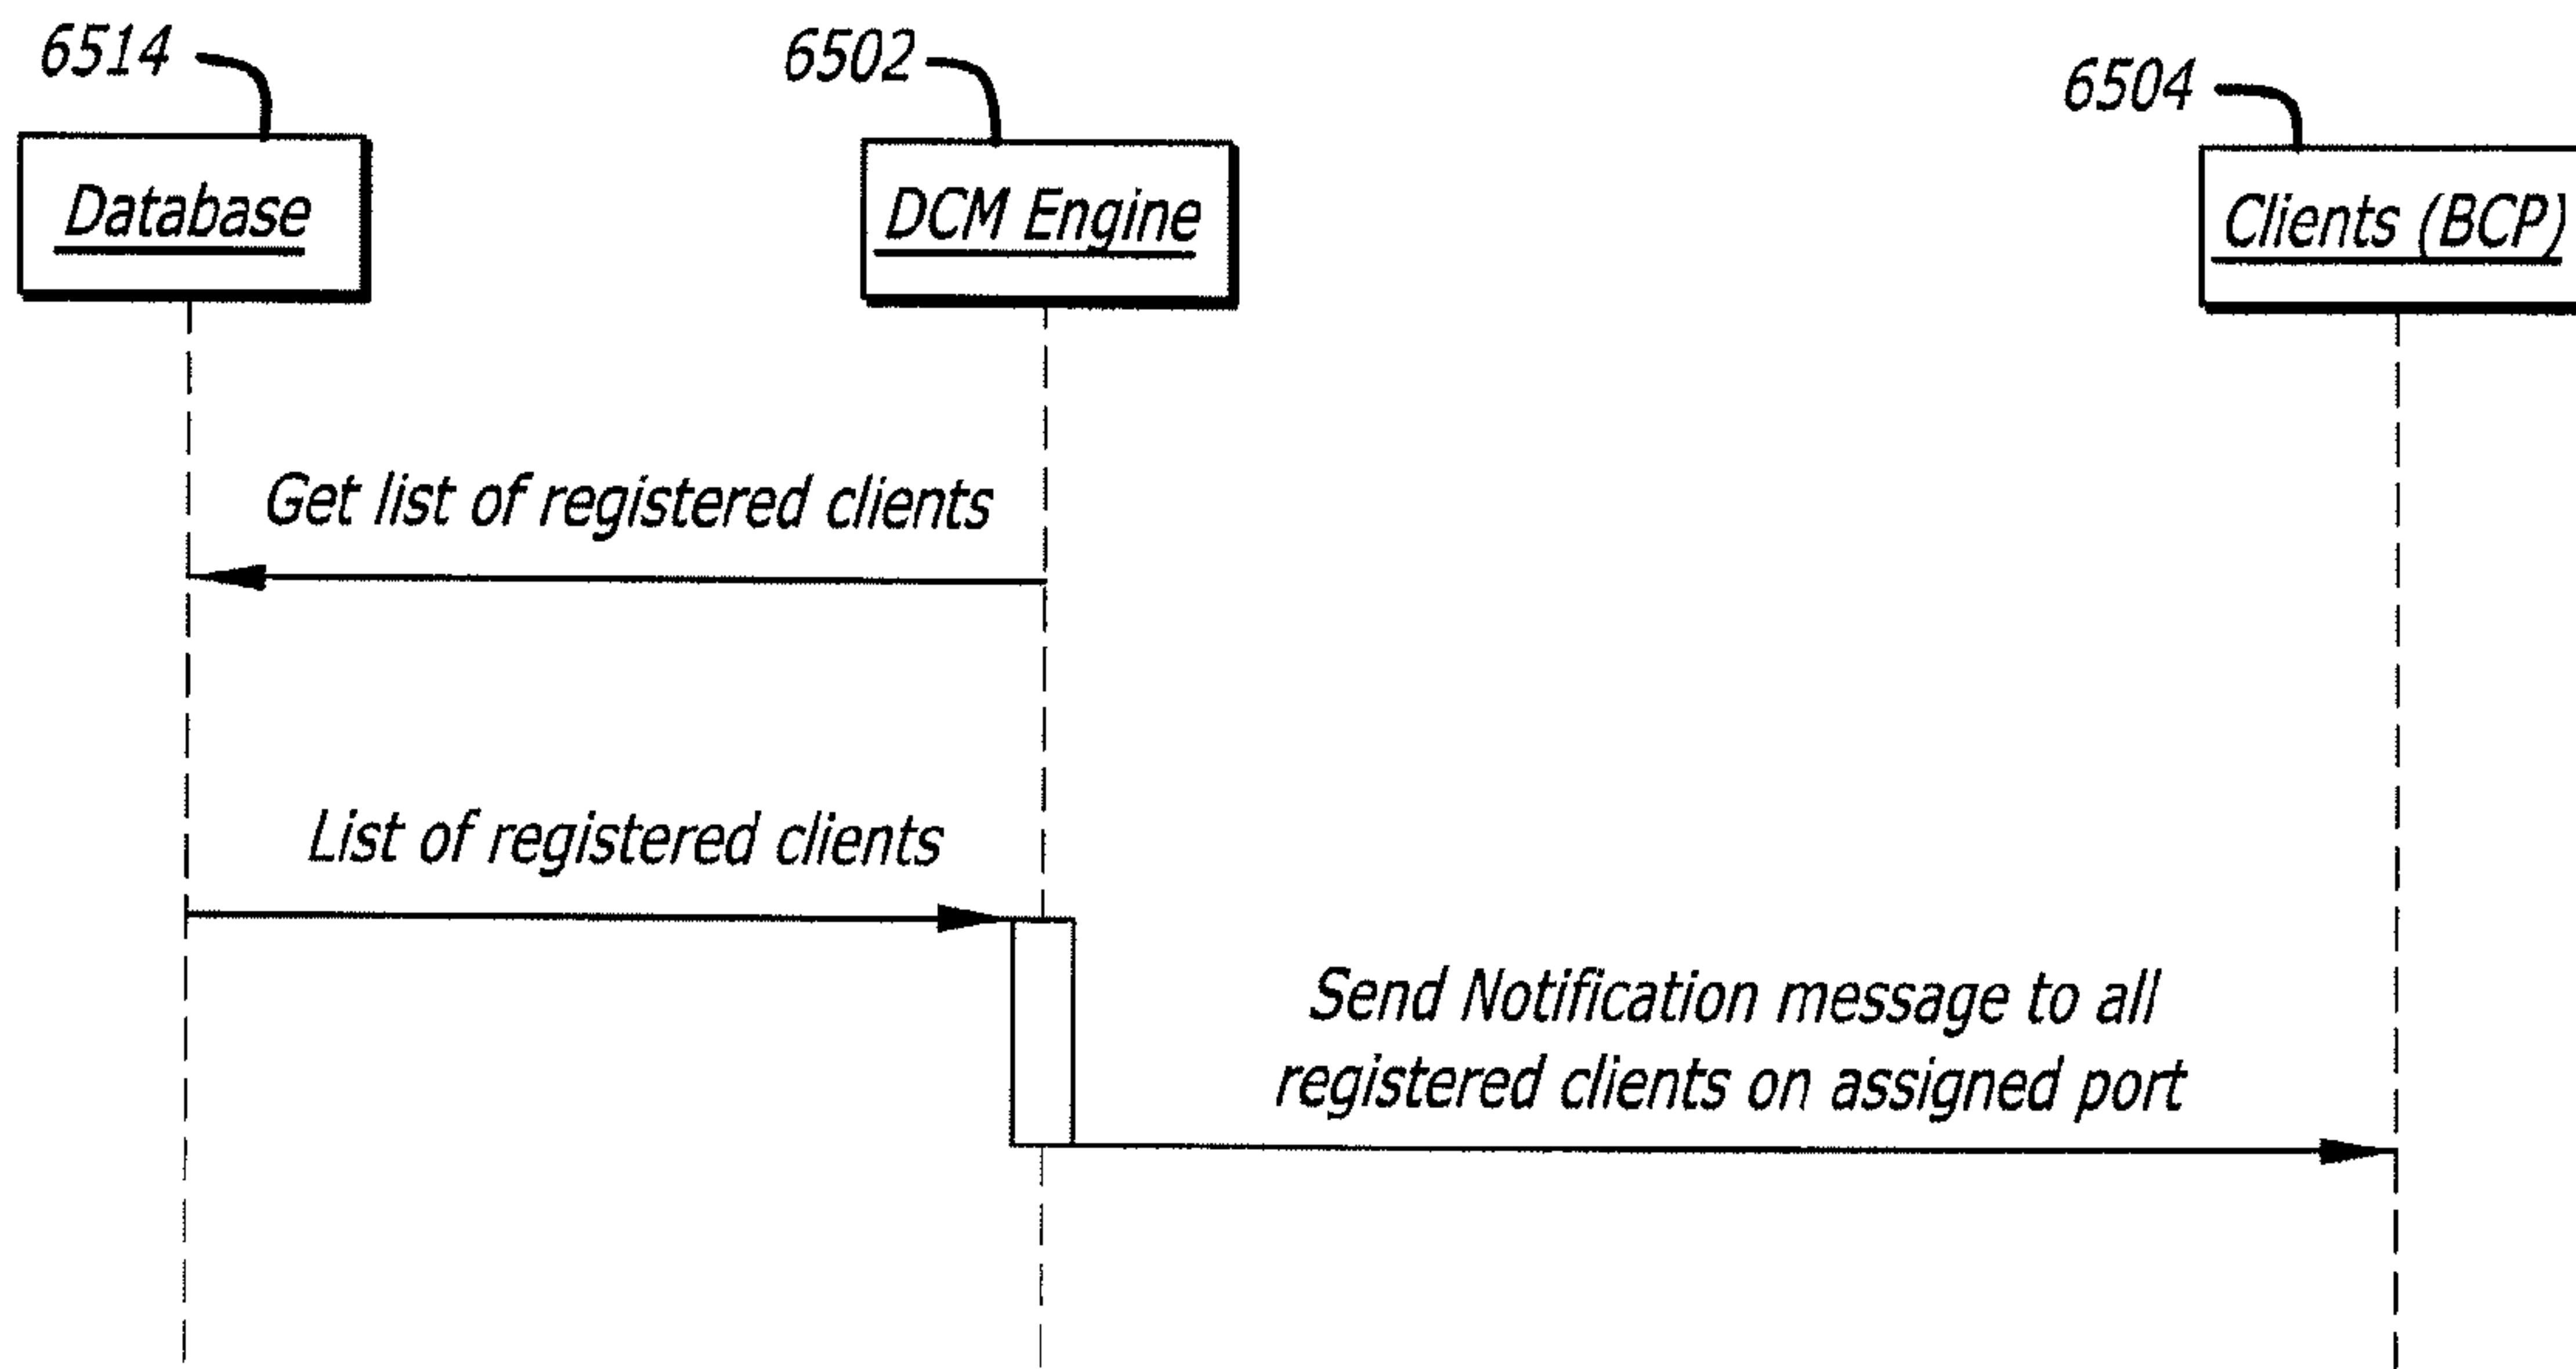 6514
6502
6504
Database
DCM Engine
Clients (BCP)
Get list of registered clients
List of registered clients
Send Notification message to all
registered clients on assigned port